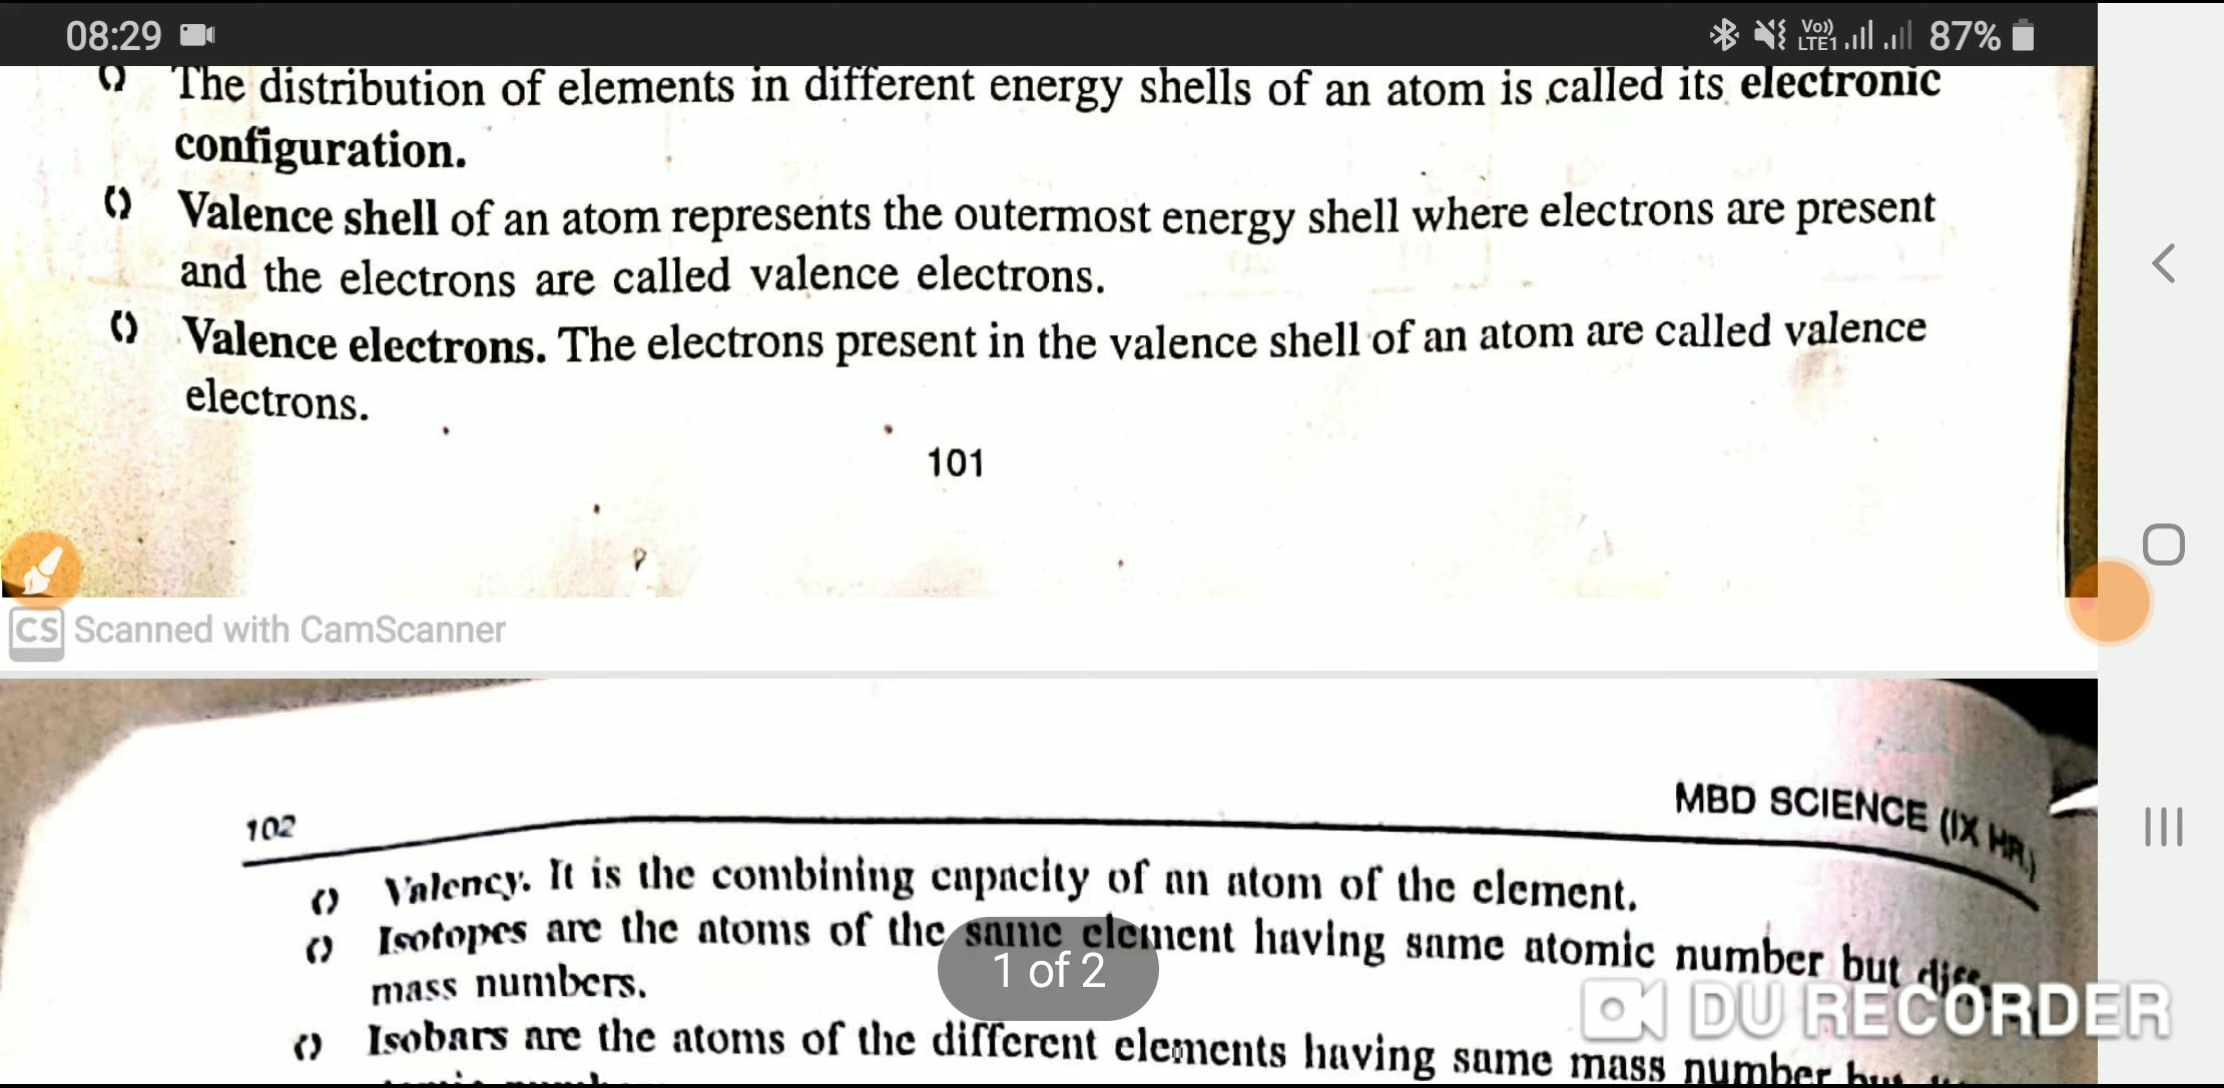 08:29
Vo)) LTE1 87%
The distribution of elements in different energy shells of an atom is called its electronic
configuration.
Valence shell of an atom represents the outermost energy shell where electrons are present
and the electrons are called valence electrons.
Valence electrons. The electrons present in the valence shell of an atom are called valence
electrons.
101
CS Scanned with CamScanner
102
MBD SCIENCE (IX HR.)
Valency. It is the combining capacity of an atom of the element.
Isotopes are the atoms of the same element having same atomic number but
mass numbers.
1 of 2
DU RECORDER
Isobars are the atoms of the different elements having same mass number but